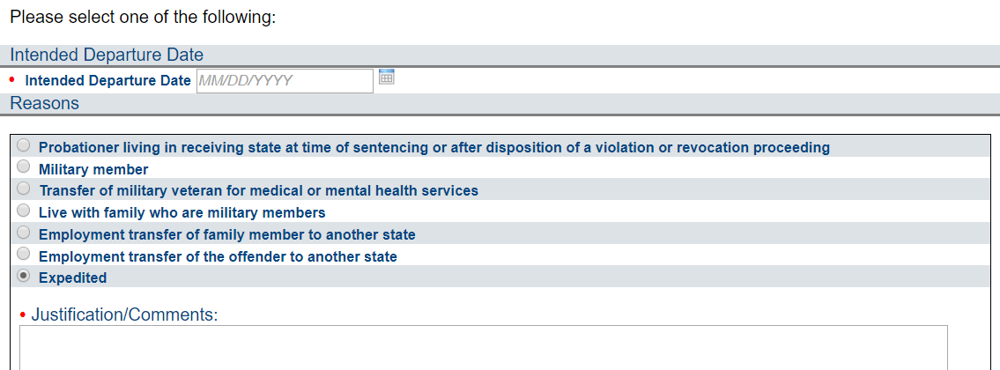 Please select one of the following:
Intended Departure Date
• Intended Departure Date MM/DD/YYYY
Reasons
Probationer living in receiving state at time of sentencing or after disposition of a violation or revocation proceeding
Military member
Transfer of military veteran for medical or mental health services
Live with family who are military members
Employment transfer of family member to another state
Employment transfer of the offender to another state
Expedited
• Justification/Comments: